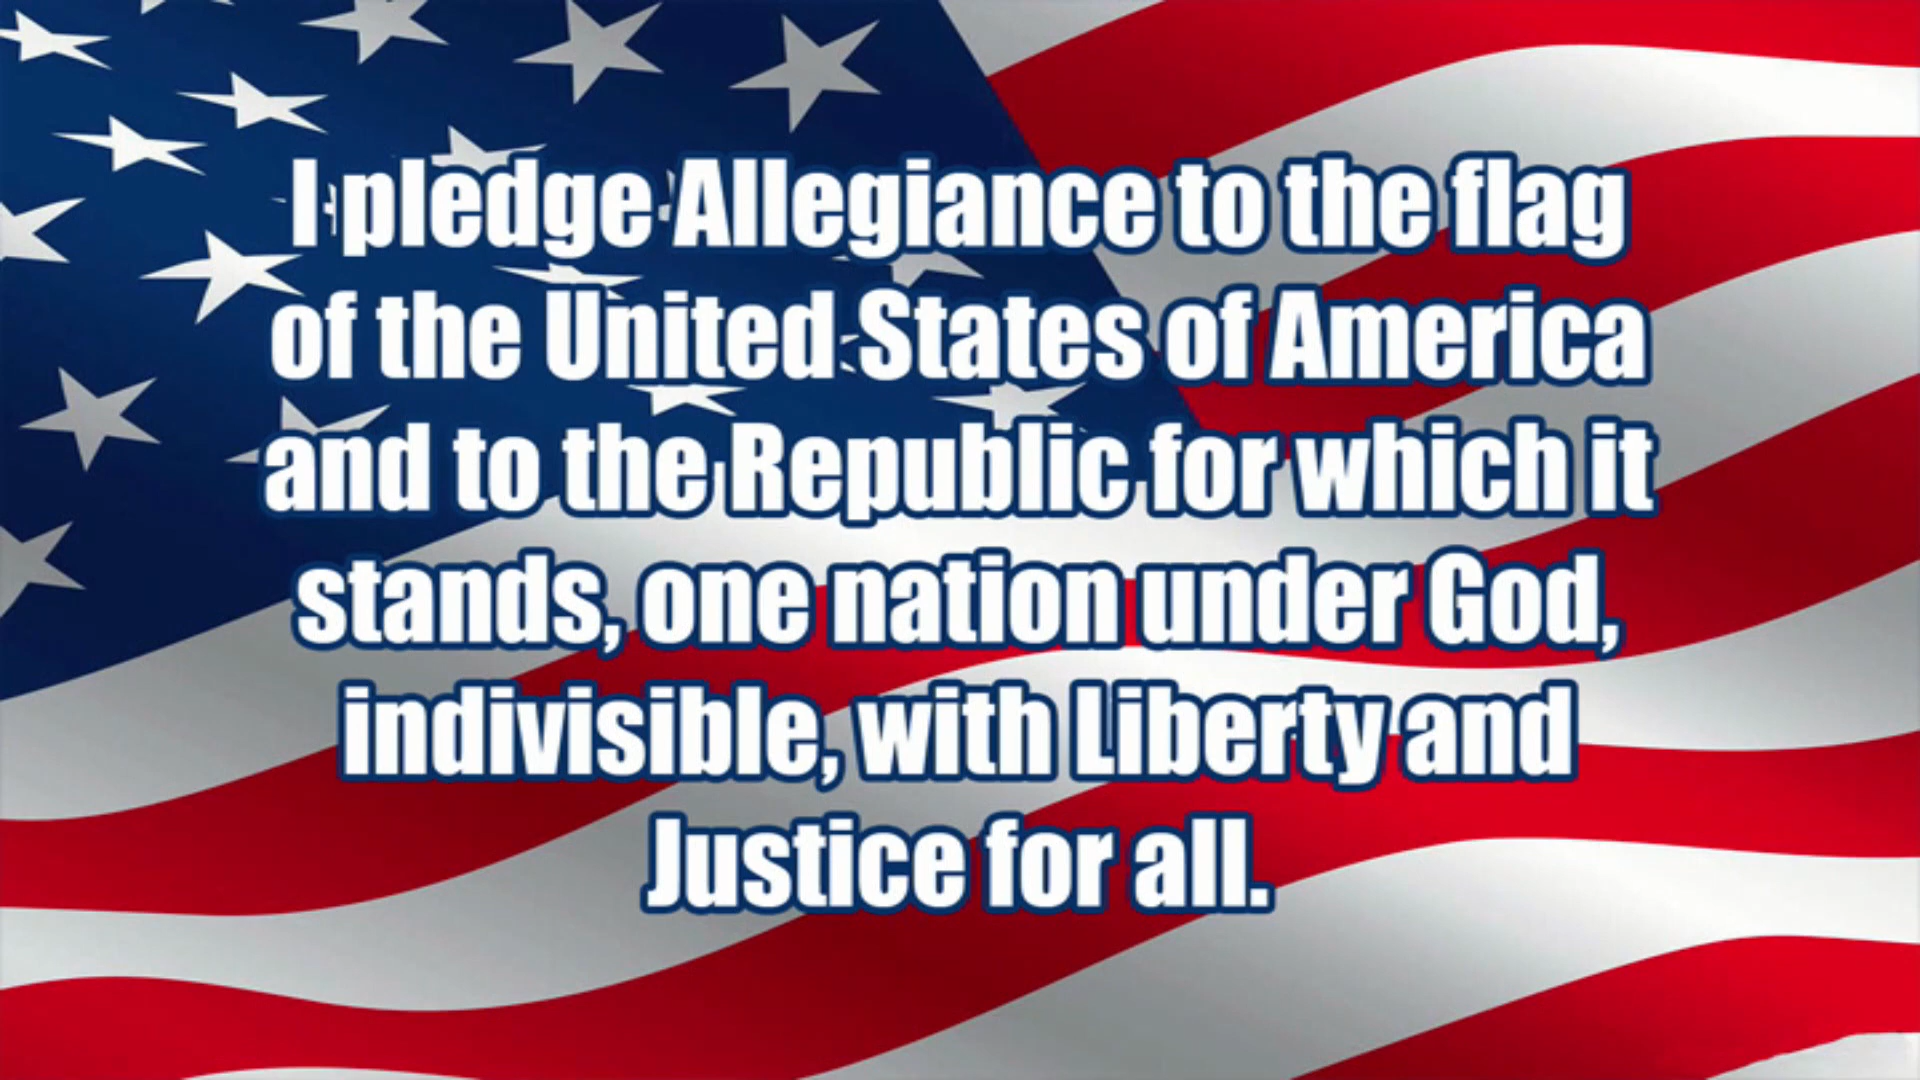 I pledge Allegiance to the flag
of the United States of America
and to the Republic for which it
stands, one nation under God,
indivisible, with Liberty and
Justice for all.